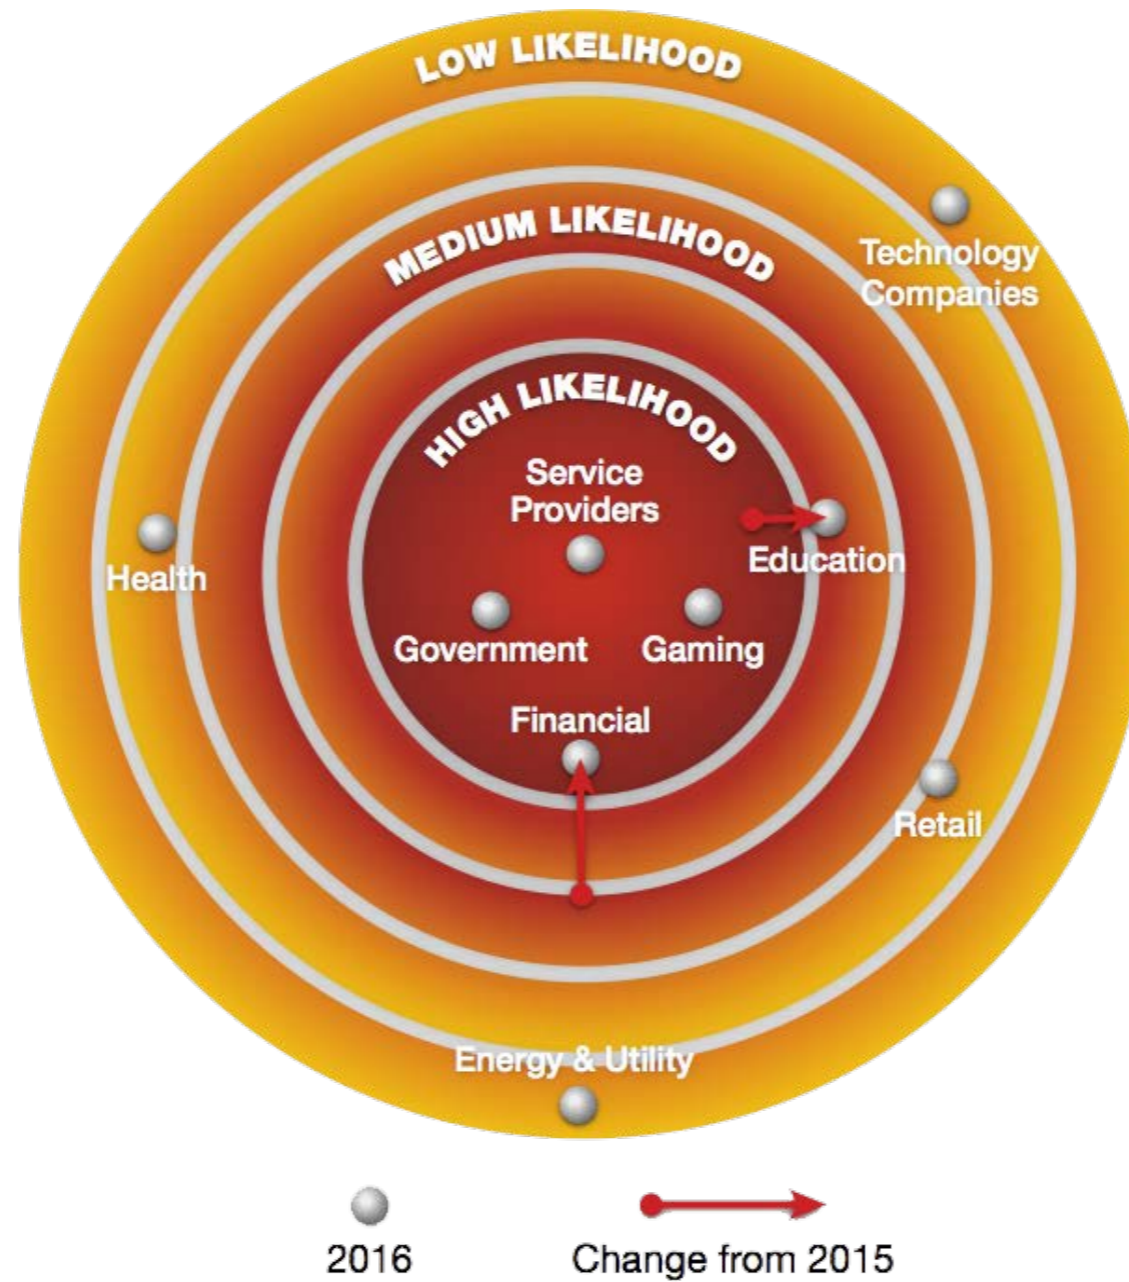 LOW LIKELIHOOD
MEDIUM LIKELIHOOD
Technology
Companies
HIGH LIKELIHOOD
Service
Providers
Education
Health
Government
Gaming
Financial
Retail
Energy & Utility
2016
Change from 2015